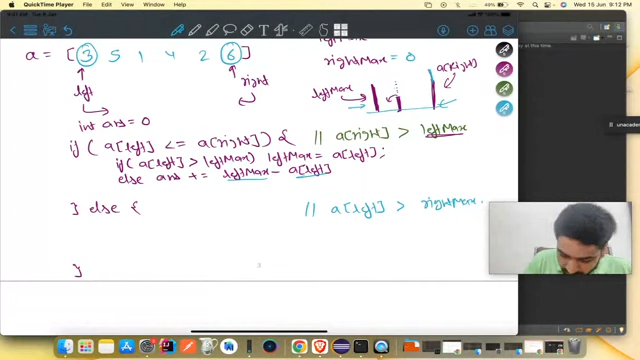 QuickTime Player File Edit View Window Help
Wed 15 Jun 9:12 PM
rightMax = 0
a = [ 3 5 1 4 2 6 ]
left
right
leftMax
a[right]
int ans = 0
if ( a[left] <= a[right] ) { // a[right] > leftMax
if ( a[left] > leftMax) leftMax = a[left];
else ans += leftMax - a[left]
} else { // a[left] > rightMax.
}